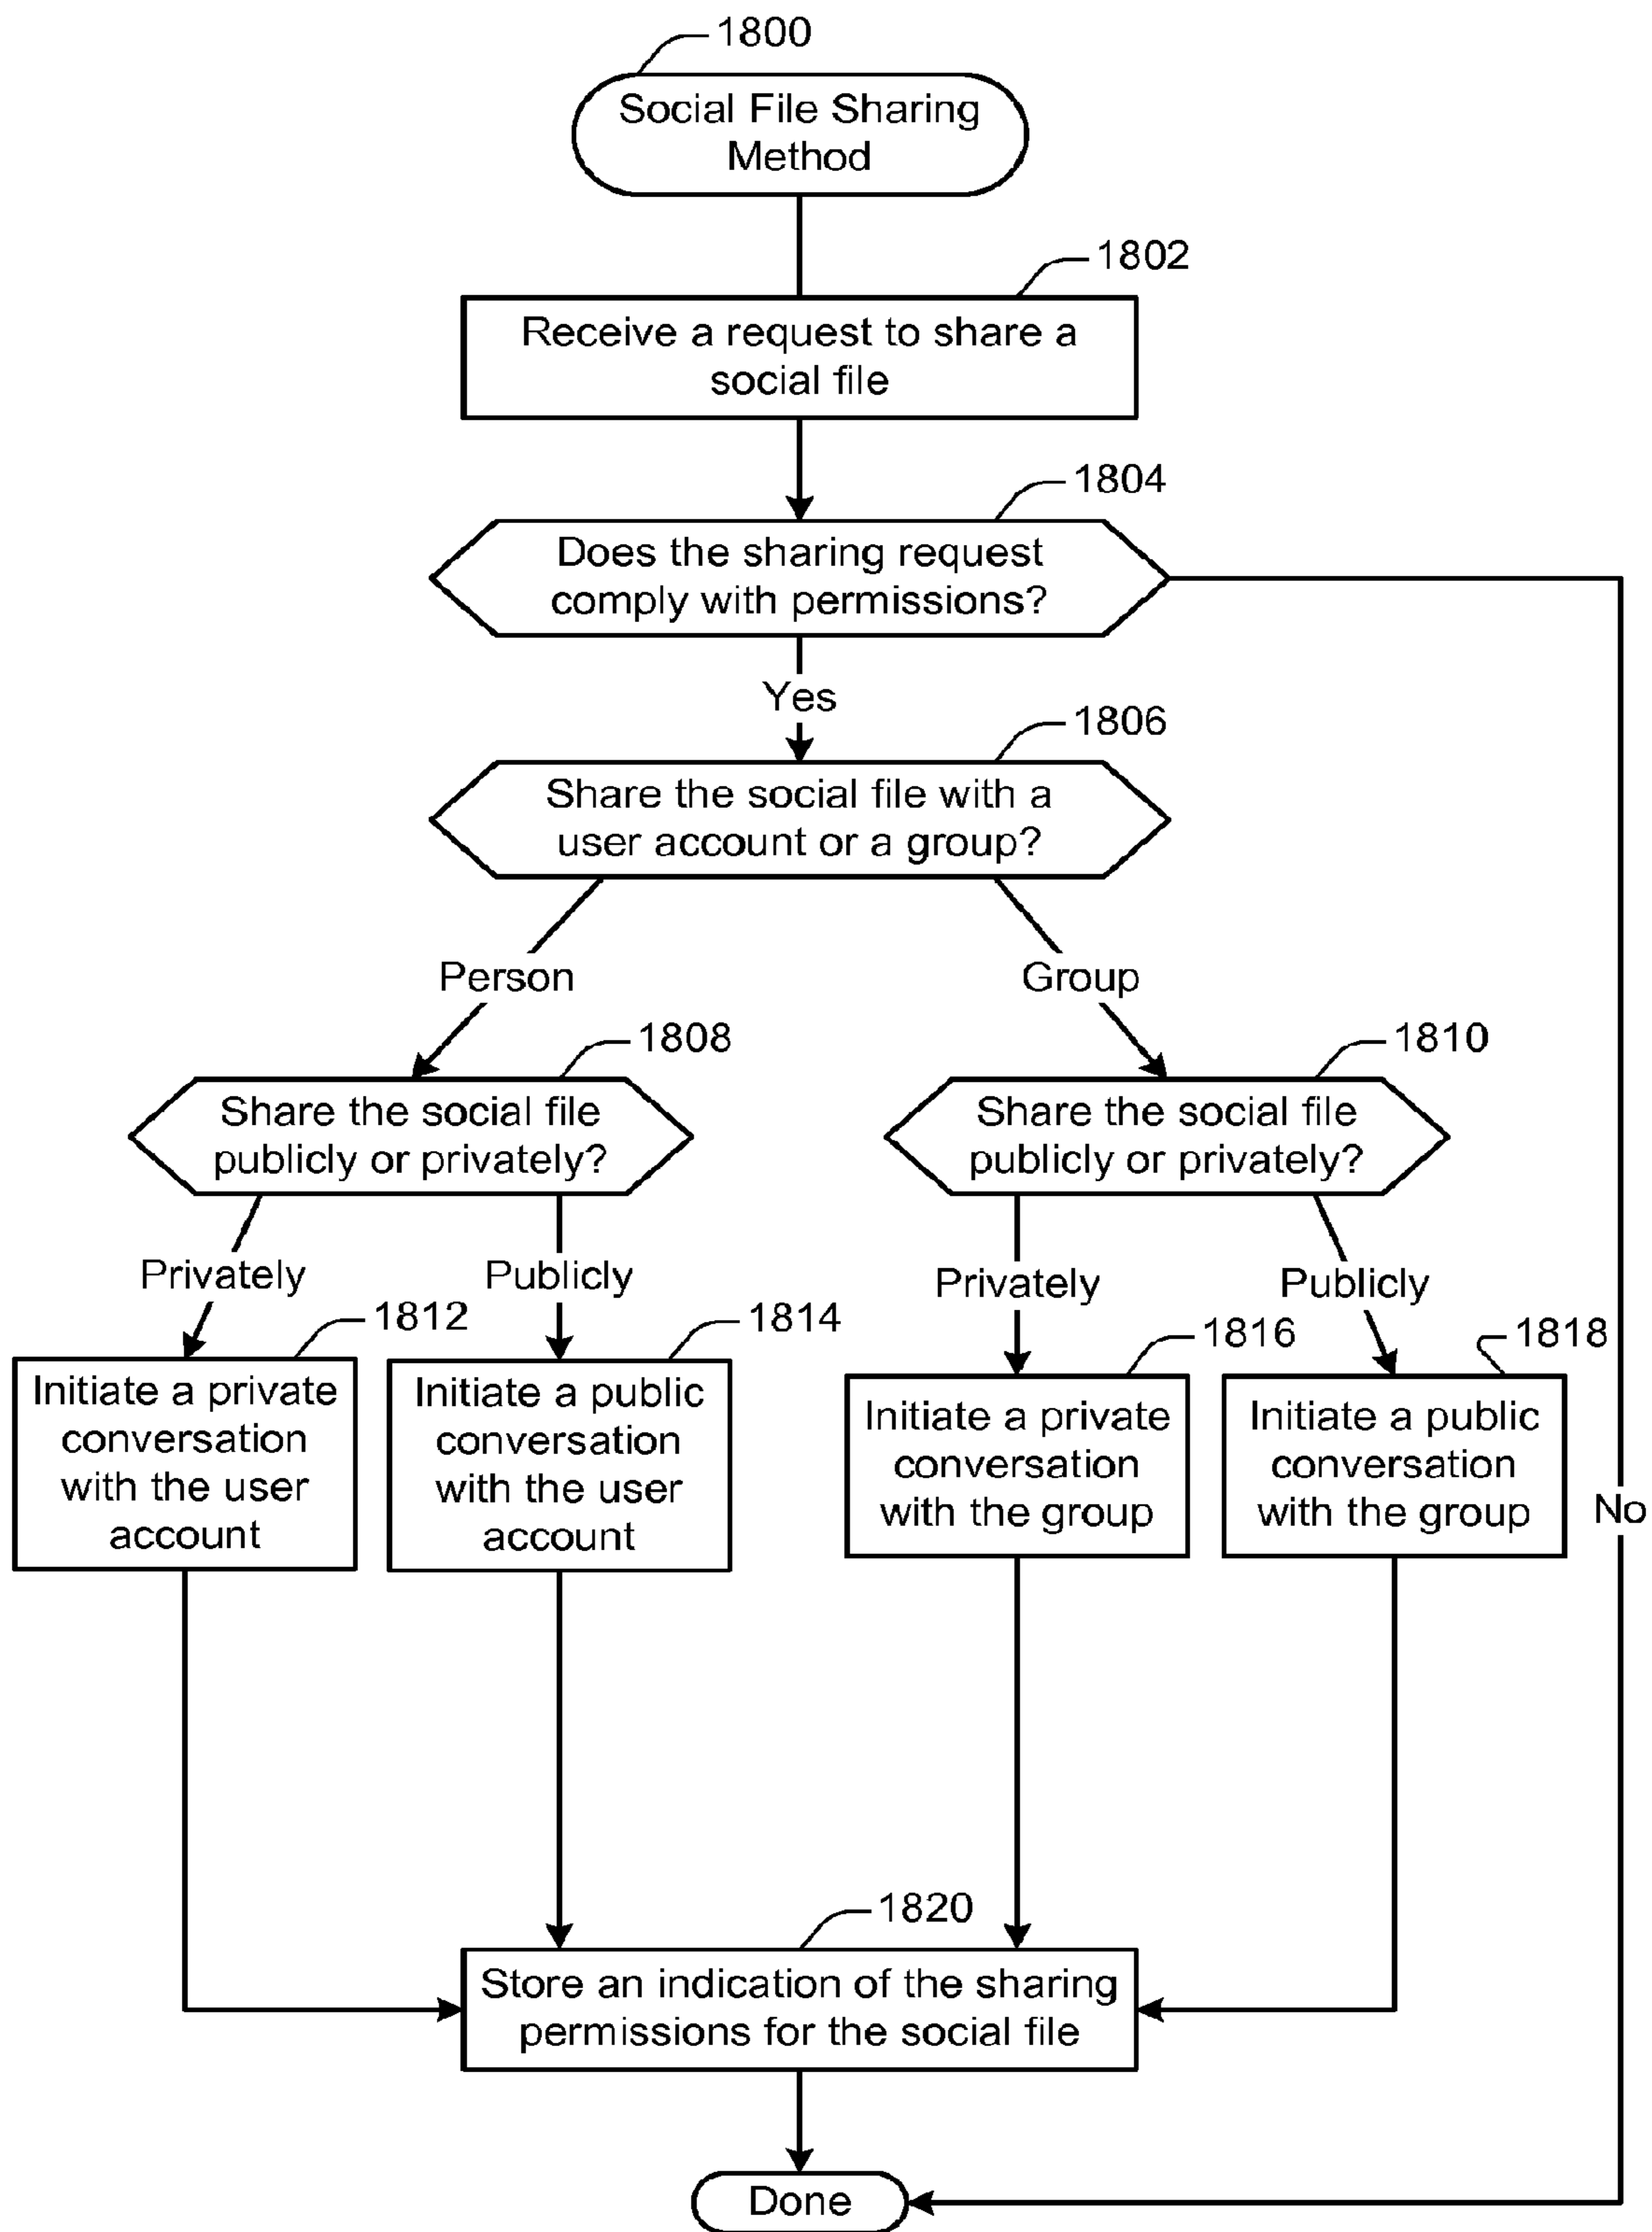 1800
Social File Sharing
Method
1802
Receive a request to share a
social file
1804
Does the sharing request
comply with permissions?
Yes
1806
Share the social file with a
user account or a group?
Person
Group
1808
Share the social file
publicly or privately?
1810
Share the social file
publicly or privately?
Privately
Publicly
Privately
Publicly
1812
Initiate a private
conversation
with the user
account
1814
Initiate a public
conversation
with the user
account
1816
Initiate a private
conversation
with the group
1818
Initiate a public
conversation
with the group
No
1820
Store an indication of the sharing
permissions for the social file
Done